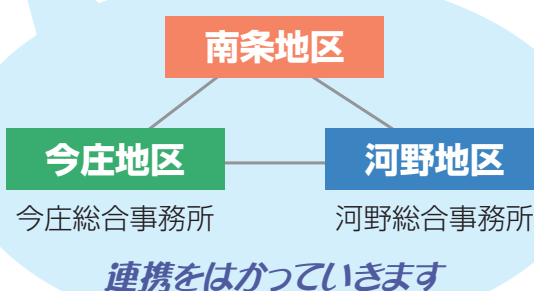 南条地区
今庄地区
河野地区
今庄総合事務所
河野総合事務所
連携をはかっていきます